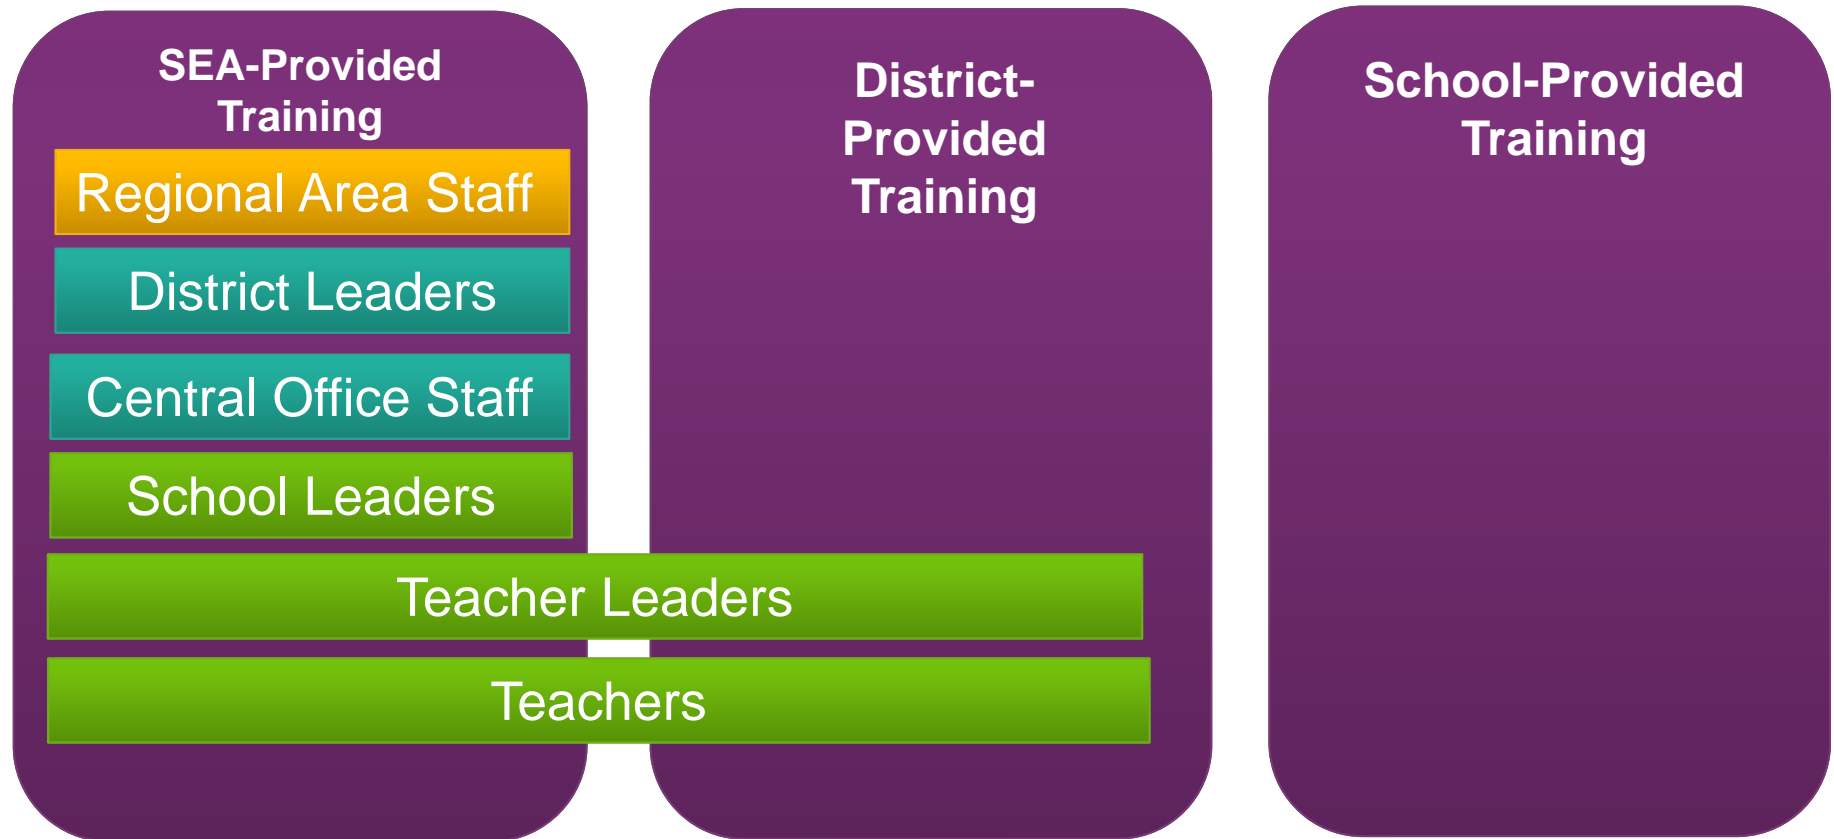 SEA-Provided
Training
Regional Area Staff
District Leaders
Central Office Staff
School Leaders
Teacher Leaders
Teachers
District-
Provided
Training
School-Provided
Training